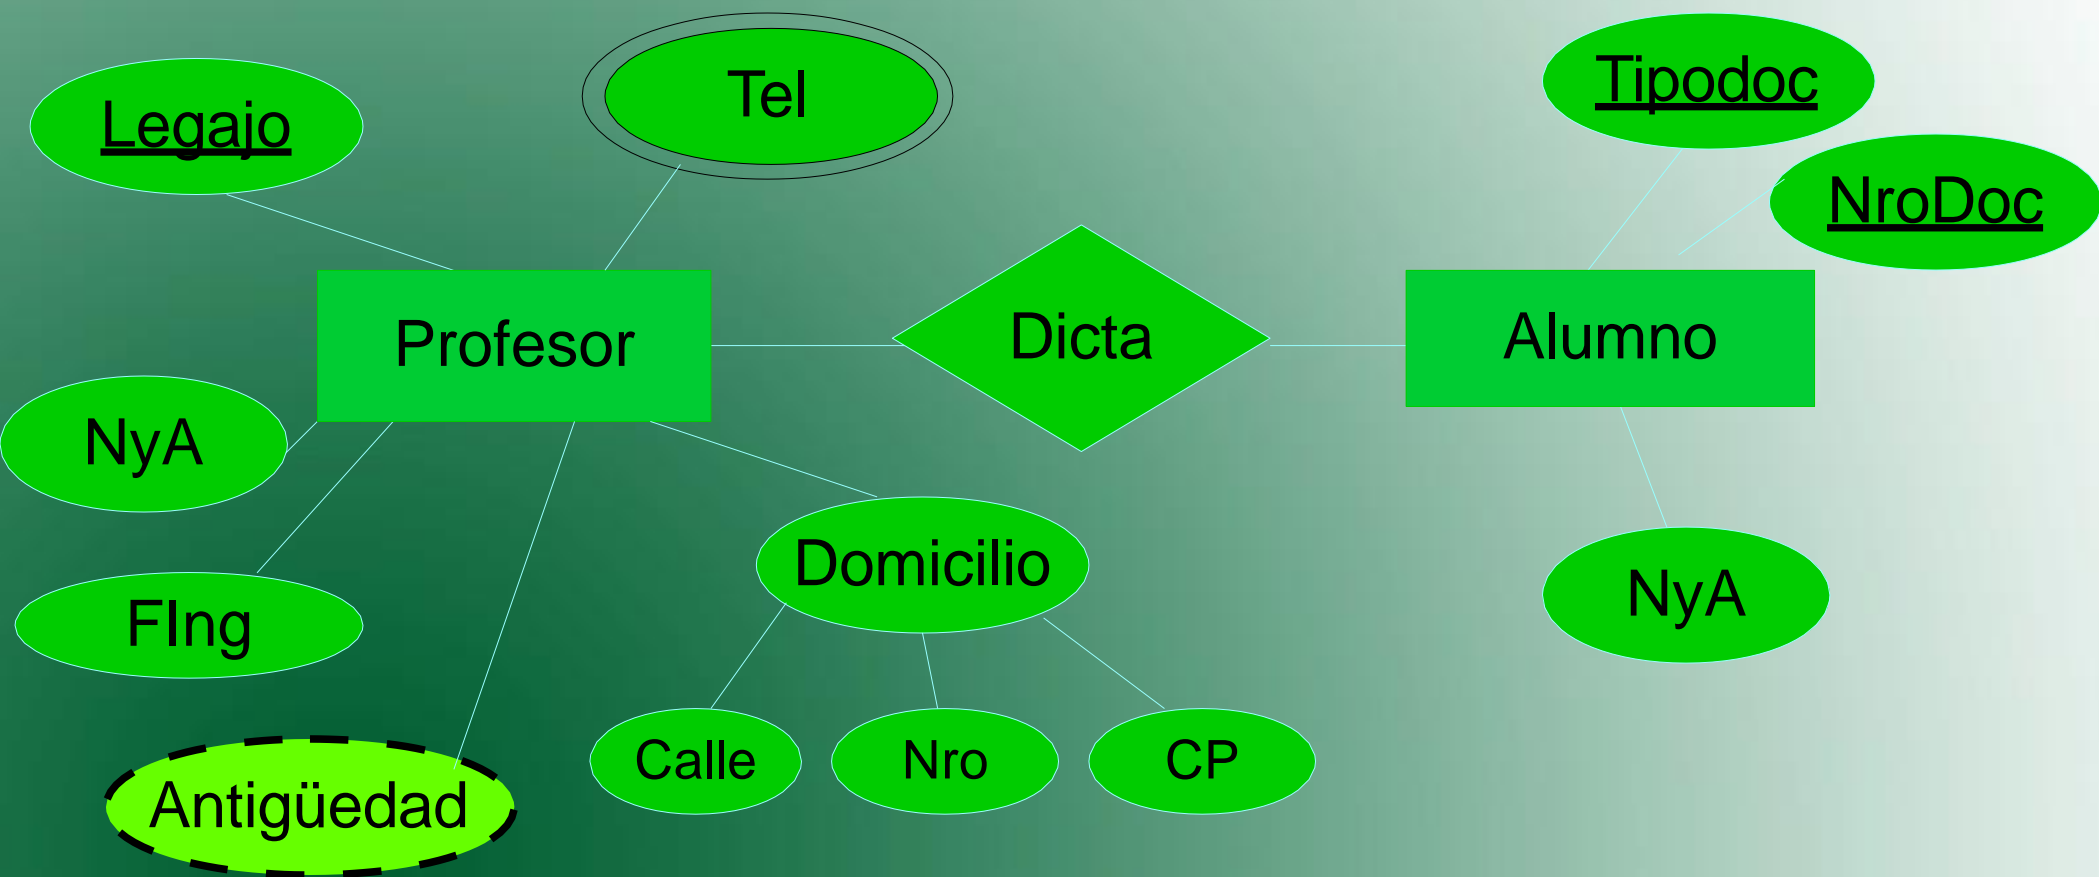 Legajo
Tel
Tipodoc
NroDoc
Profesor
Dicta
Alumno
NyA
Domicilio
NyA
FIng
Calle
Nro
CP
Antigüedad